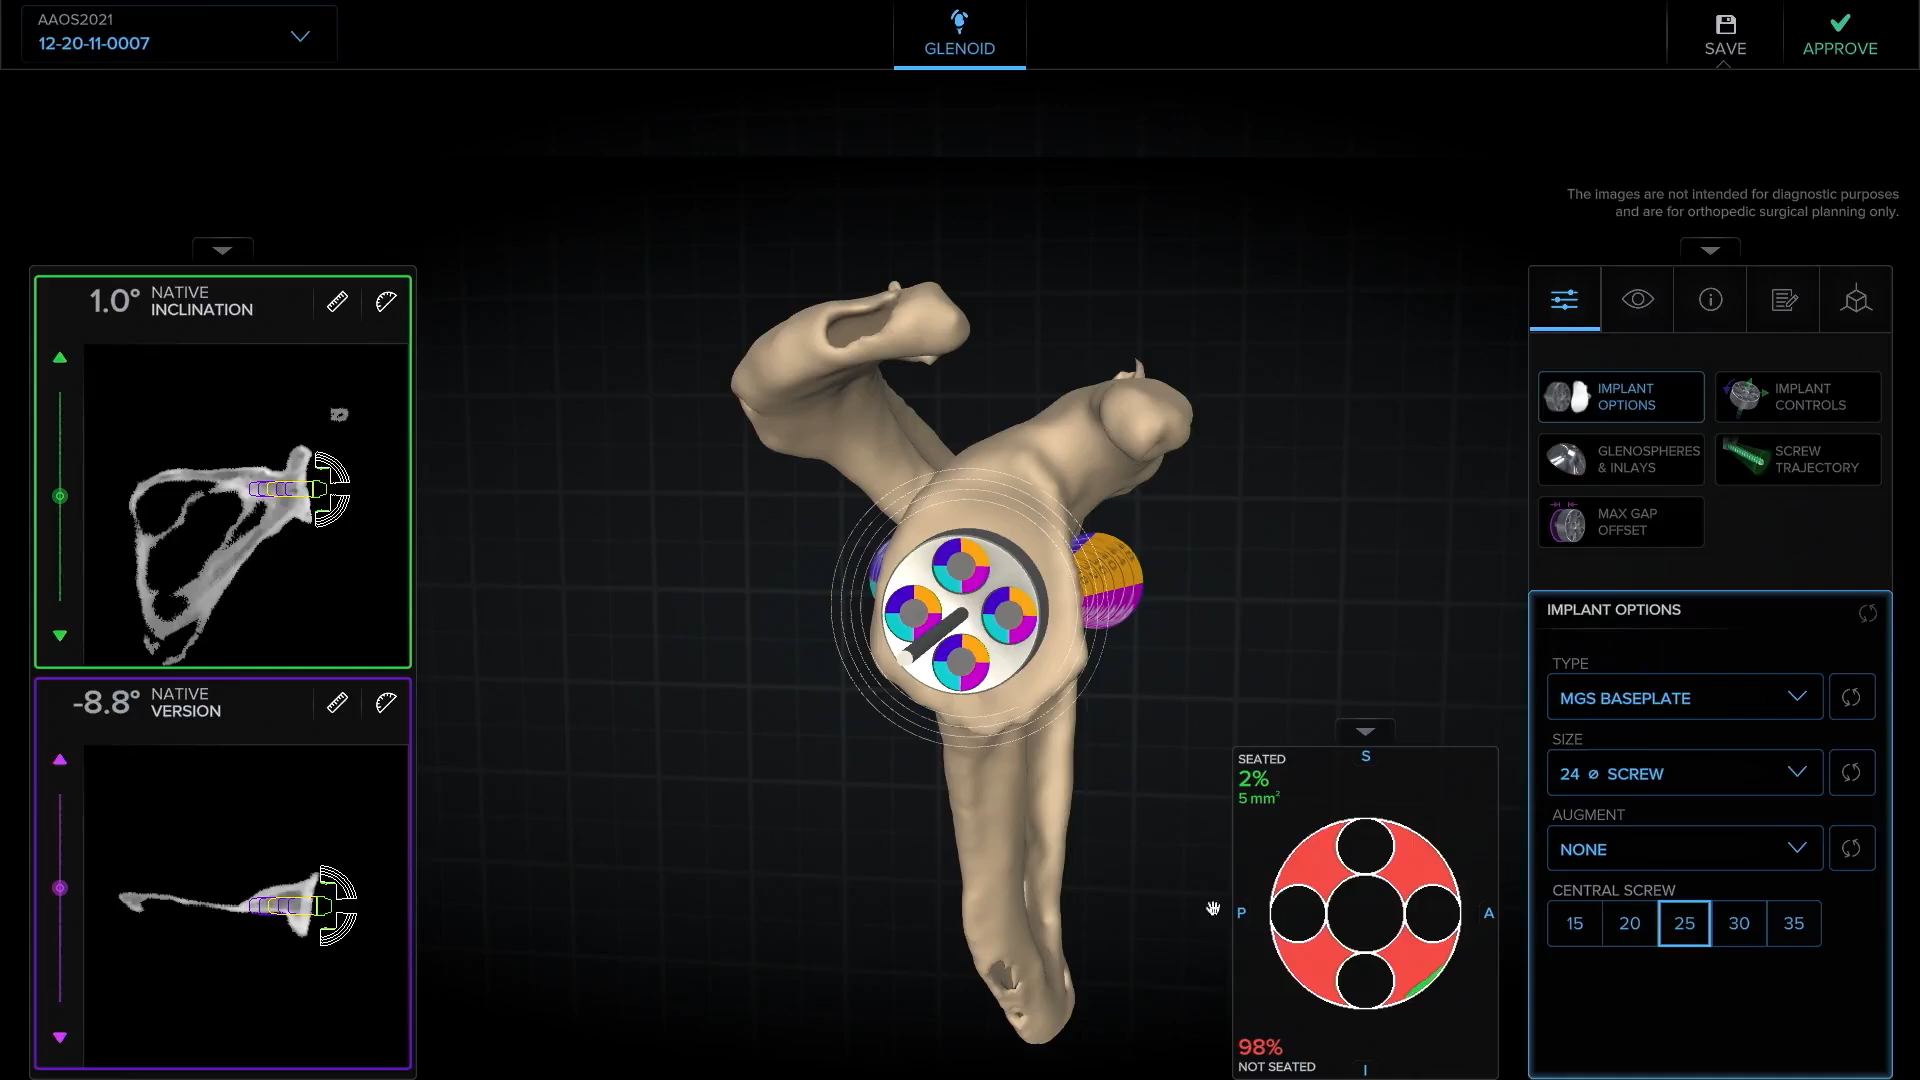 AAOS2021
12-20-11-0007
GLENOID
SAVE
APPROVE
The images are not intended for diagnostic purposes
and are for orthopedic surgical planning only.
1.0° NATIVE
INCLINATION
-8.8° NATIVE
VERSION
IMPLANT
OPTIONS
IMPLANT
CONTROLS
GLENOSPHERES
& INLAYS
SCREW
TRAJECTORY
MAX GAP
OFFSET
IMPLANT OPTIONS
TYPE
MGS BASEPLATE
SIZE
24 ⌀ SCREW
AUGMENT
NONE
CENTRAL SCREW
15 20 25 30 35
SEATED
2%
5 mm²
S
P
A
I
98%
NOT SEATED